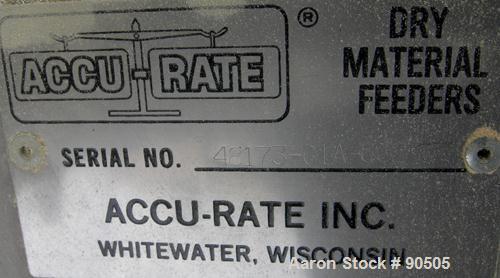 ACCU RATE ®
DRY
MATERIAL
FEEDERS
SERIAL NO.
ACCU-RATE INC.
WHITEWATER, WISCONSIN
Aaron Stock # 90505